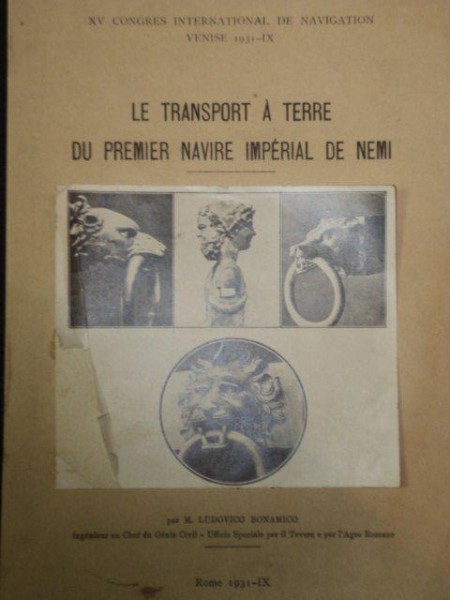 XV CONGRES INTERNATIONAL DE NAVIGATION
VENISE 1931-IX
LE TRANSPORT À TERRE
DU PREMIER NAVIRE IMPÉRIAL DE NEMI
par M. LUDOVICO BONAMICO
Ingénieur en Chef du Génie Civil - Ufficio Speciale per il Tevere e per l'Agro Romano
Rome 1931-IX